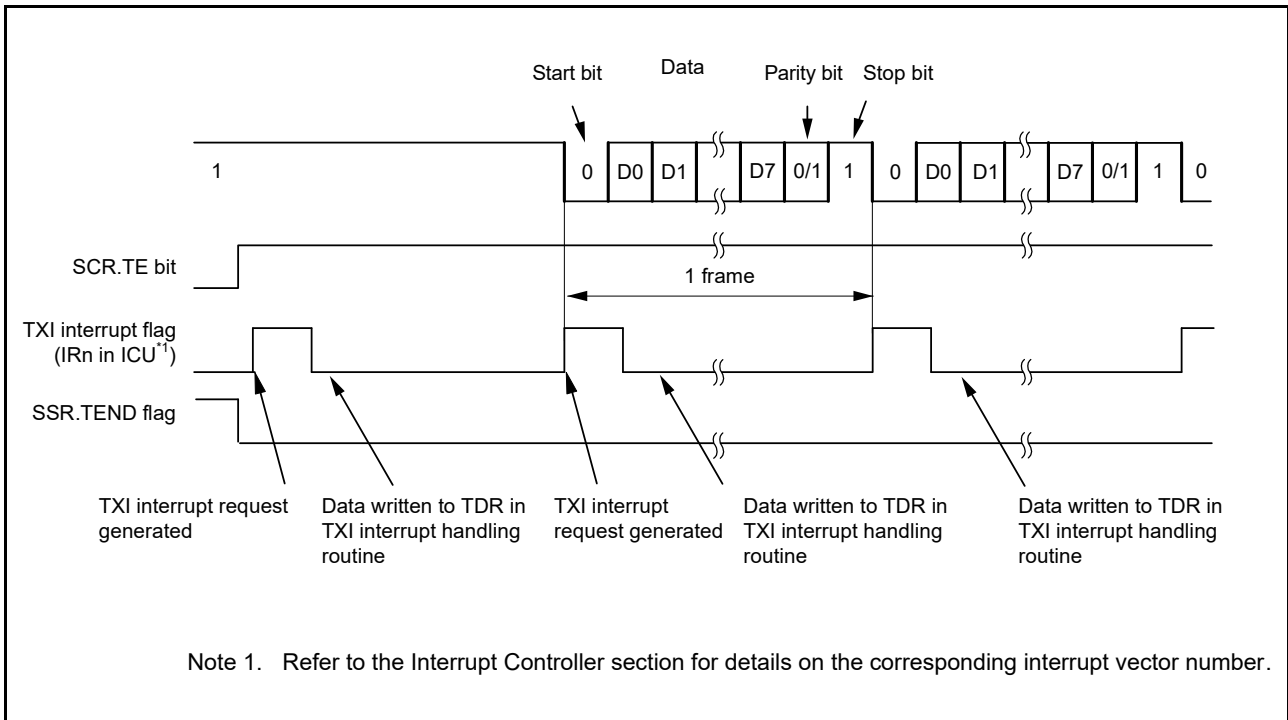 Start bit
Data
Parity bit
Stop bit
1
0 D0 D1 D7 0/1 1 0 D0 D1 D7 0/1 1 0
SCR.TE bit
1 frame
TXI interrupt flag
(IRn in ICU*1)
SSR.TEND flag
TXI interrupt request
generated
Data written to TDR in
TXI interrupt handling
routine
TXI interrupt
request generated
Data written to TDR in
TXI interrupt handling
routine
Data written to TDR in
TXI interrupt handling
routine
Note 1. Refer to the Interrupt Controller section for details on the corresponding interrupt vector number.